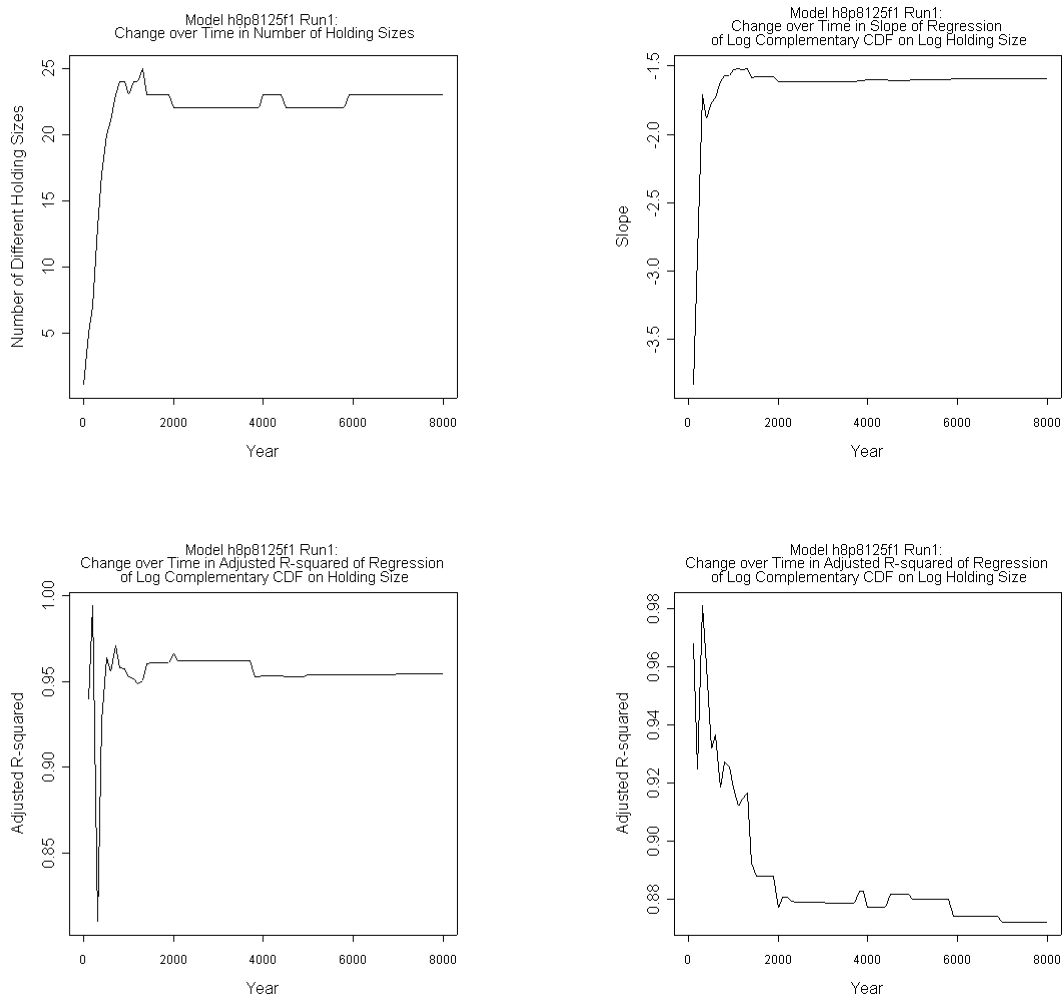 Model h8p8125f1 Run1:
Change over Time in Number of Holding Sizes
Number of Different Holding Sizes
25
20
15
10
5
0
2000
4000
6000
8000
Year
Model h8p8125f1 Run1:
Change over Time in Slope of Regression
of Log Complementary CDF on Log Holding Size
Slope
-1.5
-2.0
-2.5
-3.0
-3.5
0
2000
4000
6000
8000
Year
Model h8p8125f1 Run1:
Change over Time in Adjusted R-squared of Regression
of Log Complementary CDF on Holding Size
Adjusted R-squared
1.00
0.95
0.90
0.85
0
2000
4000
6000
8000
Year
Model h8p8125f1 Run1:
Change over Time in Adjusted R-squared of Regression
of Log Complementary CDF on Log Holding Size
Adjusted R-squared
0.98
0.96
0.94
0.92
0.90
0.88
0
2000
4000
6000
8000
Year